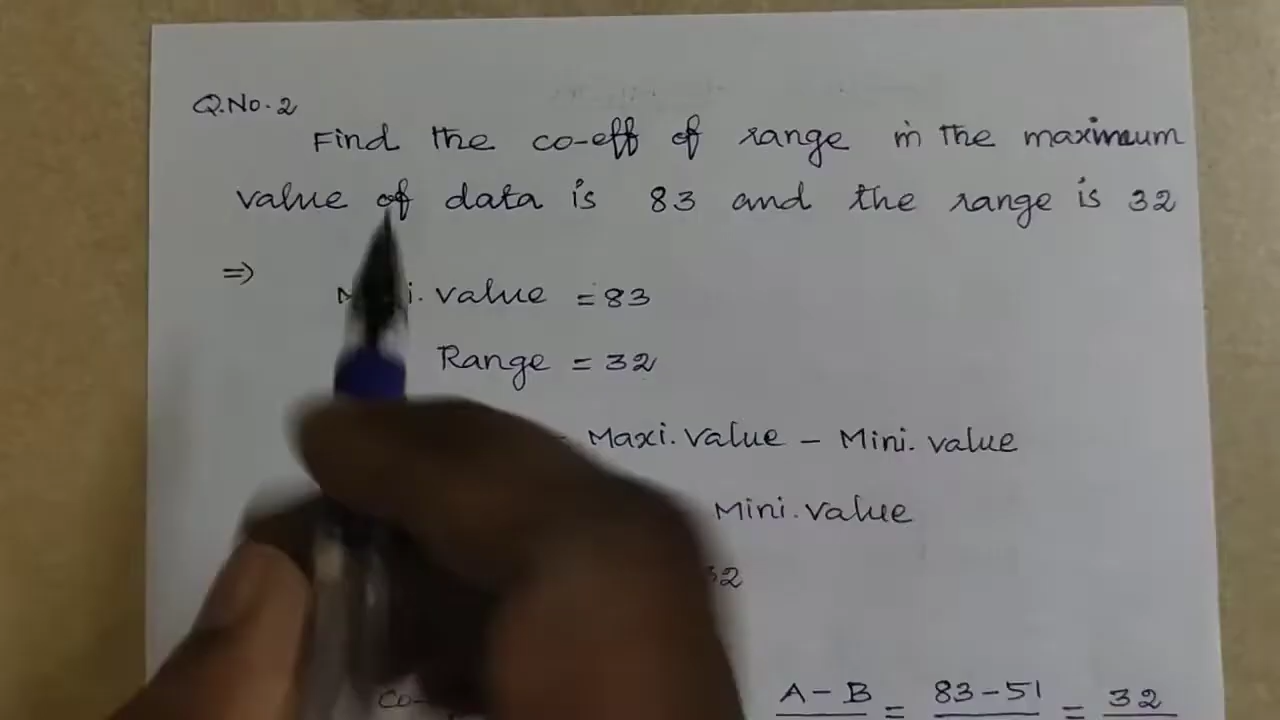 Q.No.2
Find the co-eff of range in the maximum
value of data is 83 and the range is 32
=>
value = 83
Range = 32
Maxi. value - Mini. value
Mini. value
32
A - B = 83 - 51 = 32